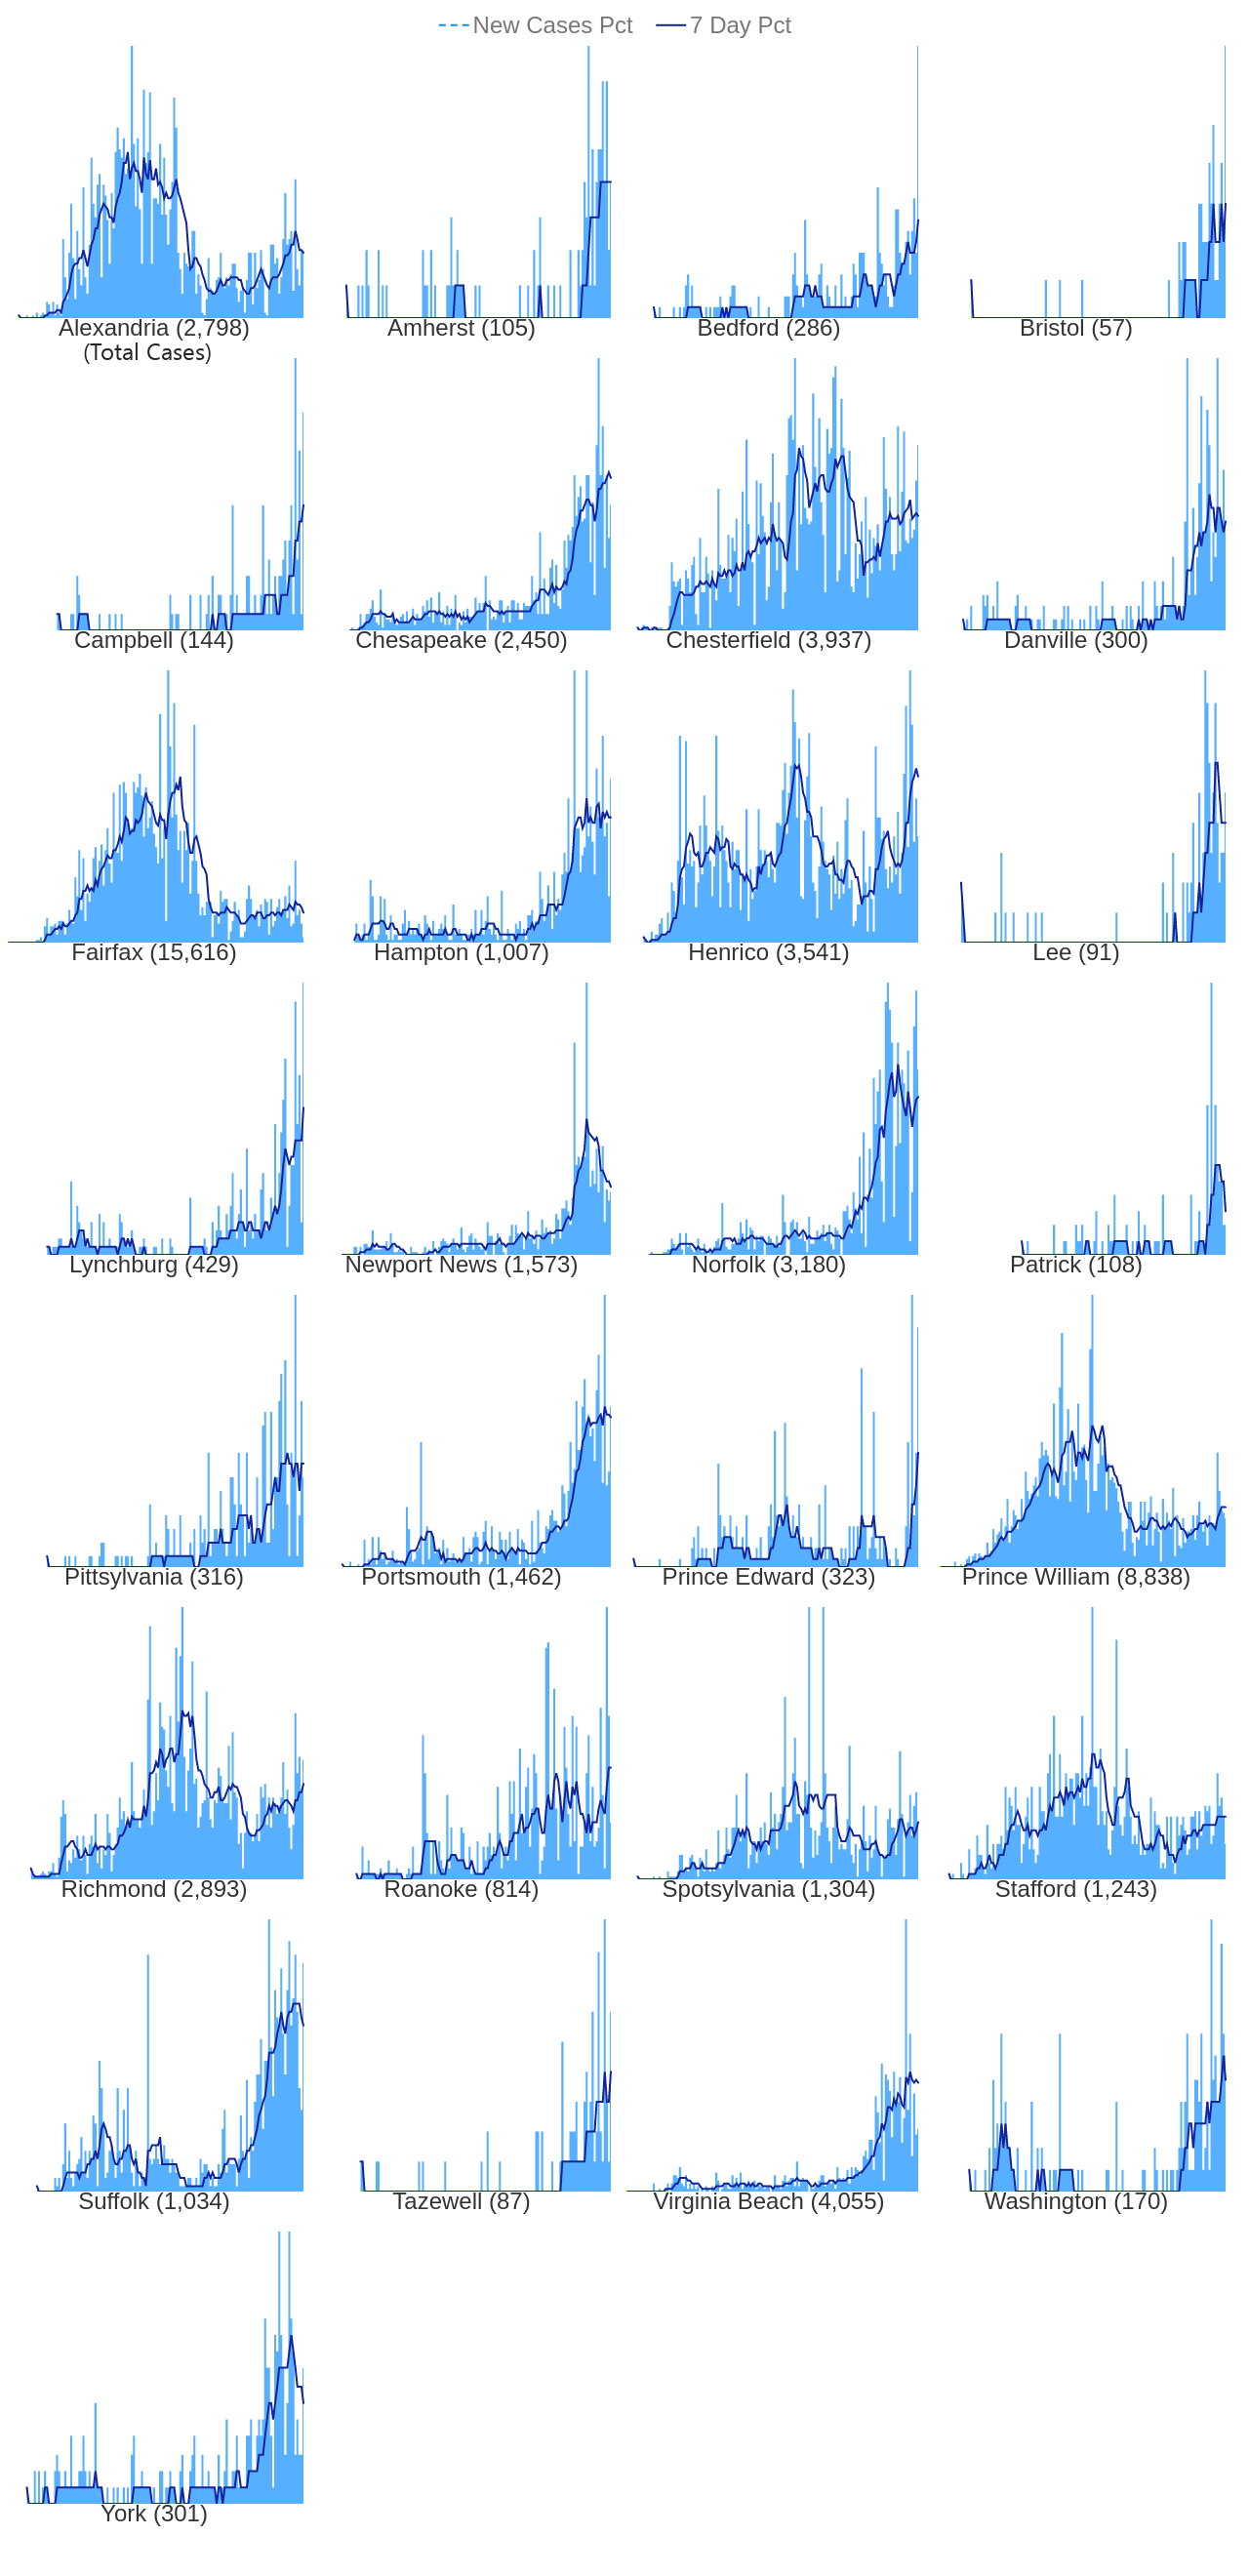 New Cases Pct 7 Day Pct
Alexandria (2,798) Amherst (105) Bedford (286) Bristol (57)
(Total Cases)
Campbell (144) Chesapeake (2,450) Chesterfield (3,937) Danville (300)
Fairfax (15,616) Hampton (1,007) Henrico (3,541) Lee (91)
Lynchburg (429) Newport News (1,573) Norfolk (3,180) Patrick (108)
Pittsylvania (316) Portsmouth (1,462) Prince Edward (323) Prince William (8,838)
Richmond (2,893) Roanoke (814) Spotsylvania (1,304) Stafford (1,243)
Suffolk (1,034) Tazewell (87) Virginia Beach (4,055) Washington (170)
York (301)